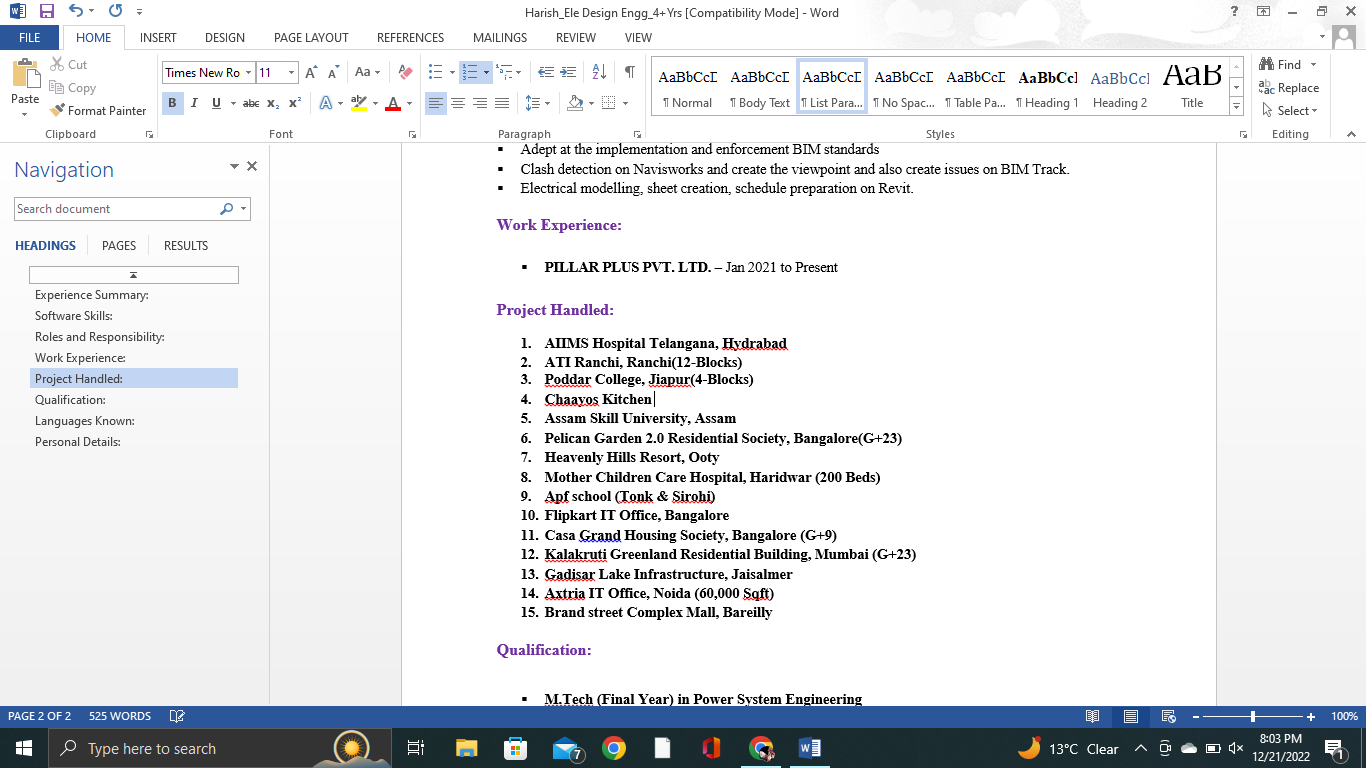 Harish_Ele Design Engg_4+Yrs [Compatibility Mode] - Word
FILE HOME INSERT DESIGN PAGE LAYOUT REFERENCES MAILINGS REVIEW VIEW
Paste
Cut
Copy
Format Painter
Clipboard
Times New Ro 11
Font
Paragraph
AaBbCcD AaBbCcD AaBbCcD AaBbCcD AaBbCcD AaBbCc AaBbCcI AaB
¶ Normal ¶ Body Text ¶ List Para... ¶ No Spac... ¶ Table Pa... ¶ Heading 1 Heading 2 Title
Styles
Find
Replace
Select
Editing
Navigation
Search document
HEADINGS PAGES RESULTS
Experience Summary:
Software Skills:
Roles and Responsibility:
Work Experience:
Project Handled:
Qualification:
Languages Known:
Personal Details:
Adept at the implementation and enforcement BIM standards
Clash detection on Navisworks and create the viewpoint and also create issues on BIM Track.
Electrical modelling, sheet creation, schedule preparation on Revit.
Work Experience:
PILLAR PLUS PVT. LTD. – Jan 2021 to Present
Project Handled:
1. AIIMS Hospital Telangana, Hydrabad
2. ATI Ranchi, Ranchi(12-Blocks)
3. Poddar College, Jiapur(4-Blocks)
4. Chaayos Kitchen
5. Assam Skill University, Assam
6. Pelican Garden 2.0 Residential Society, Bangalore(G+23)
7. Heavenly Hills Resort, Ooty
8. Mother Children Care Hospital, Haridwar (200 Beds)
9. Apf school (Tonk & Sirohi)
10. Flipkart IT Office, Bangalore
11. Casa Grand Housing Society, Bangalore (G+9)
12. Kalakruti Greenland Residential Building, Mumbai (G+23)
13. Gadisar Lake Infrastructure, Jaisalmer
14. Axtria IT Office, Noida (60,000 Sqft)
15. Brand street Complex Mall, Bareilly
Qualification:
M.Tech (Final Year) in Power System Engineering
PAGE 2 OF 2 525 WORDS 100%
Type here to search
7
13°C Clear
8:03 PM
12/21/2022
1